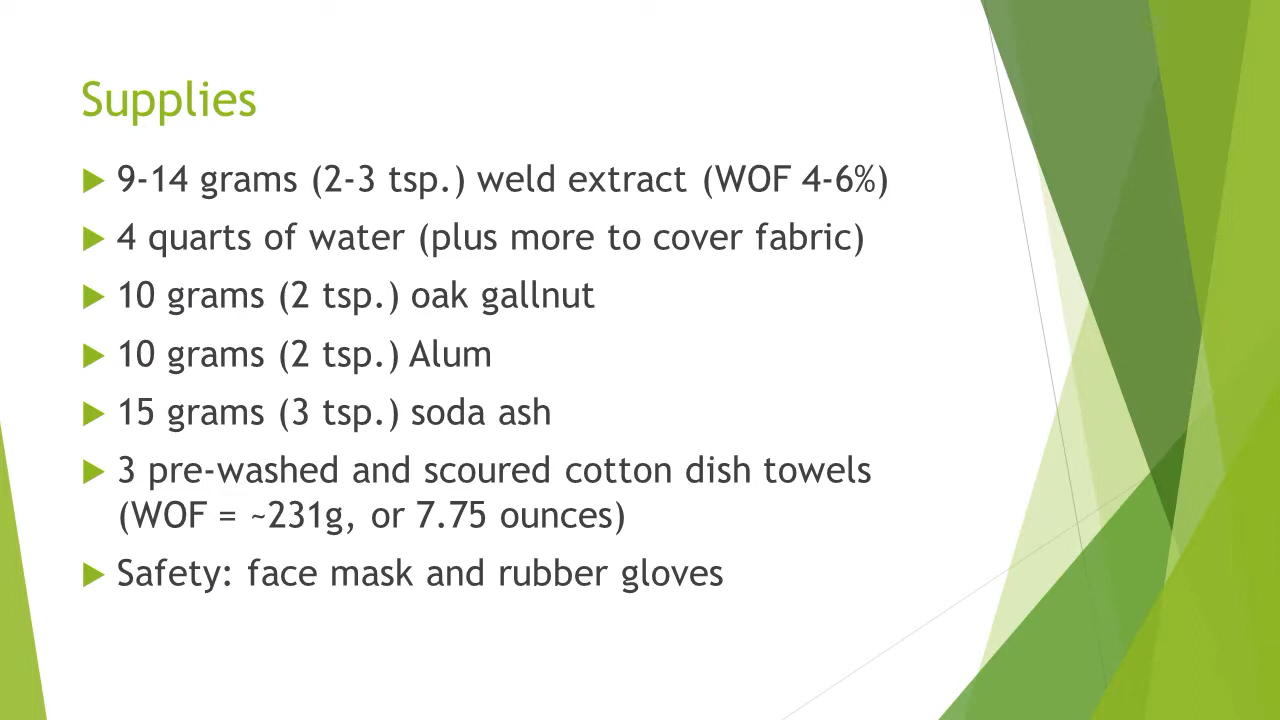 Supplies
9-14 grams (2-3 tsp.) weld extract (WOF 4-6%)
4 quarts of water (plus more to cover fabric)
10 grams (2 tsp.) oak gallnut
10 grams (2 tsp.) Alum
15 grams (3 tsp.) soda ash
3 pre-washed and scoured cotton dish towels
(WOF = ~231g, or 7.75 ounces)
Safety: face mask and rubber gloves